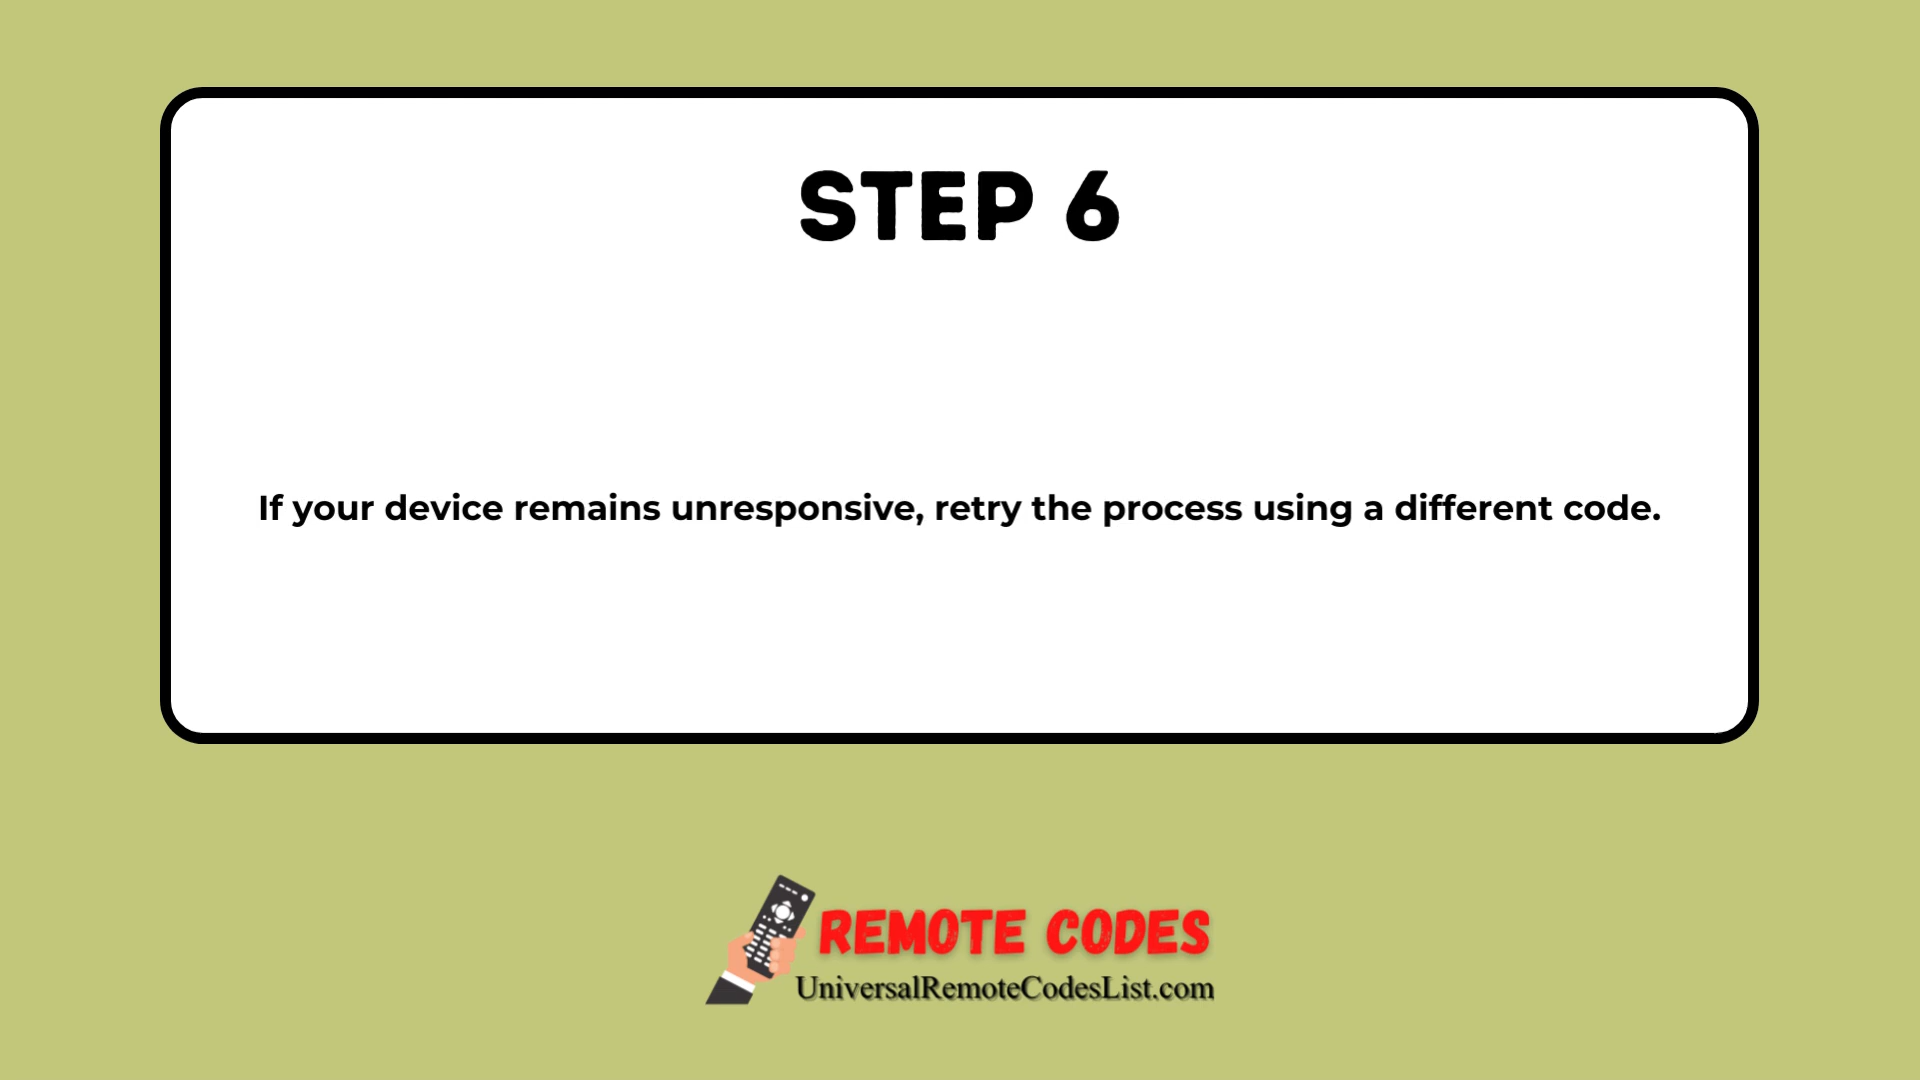 STEP 6
If your device remains unresponsive, retry the process using a different code.
REMOTE CODES
UniversalRemoteCodesList.com